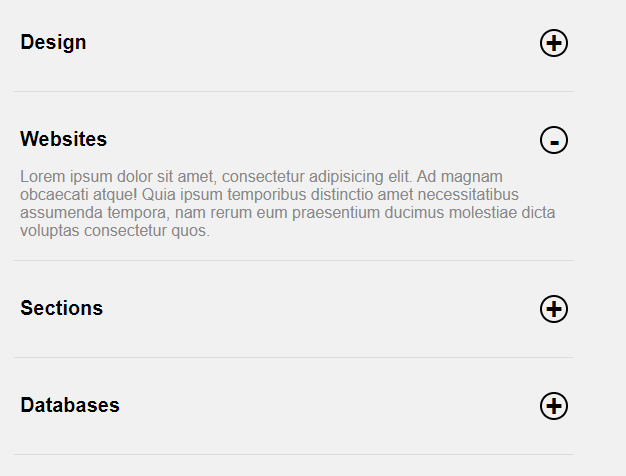 Design
+
Websites
-
Lorem ipsum dolor sit amet, consectetur adipisicing elit. Ad magnam
obcaecati atque! Quia ipsum temporibus distinctio amet necessitatibus
assumenda tempora, nam rerum eum praesentium ducimus molestiae dicta
voluptas consectetur quos.
Sections
+
Databases
+